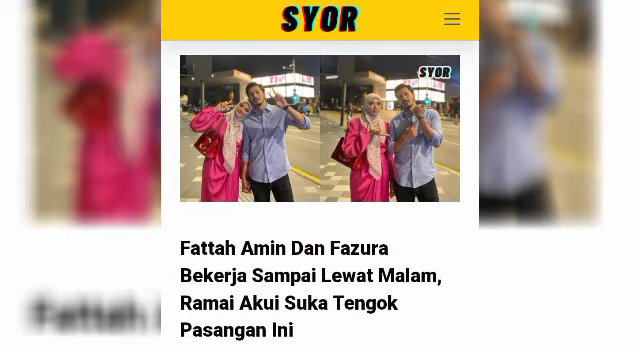 SYOR
SYOR
Fattah Amin Dan Fazura
Bekerja Sampai Lewat Malam,
Ramai Akui Suka Tengok
Pasangan Ini